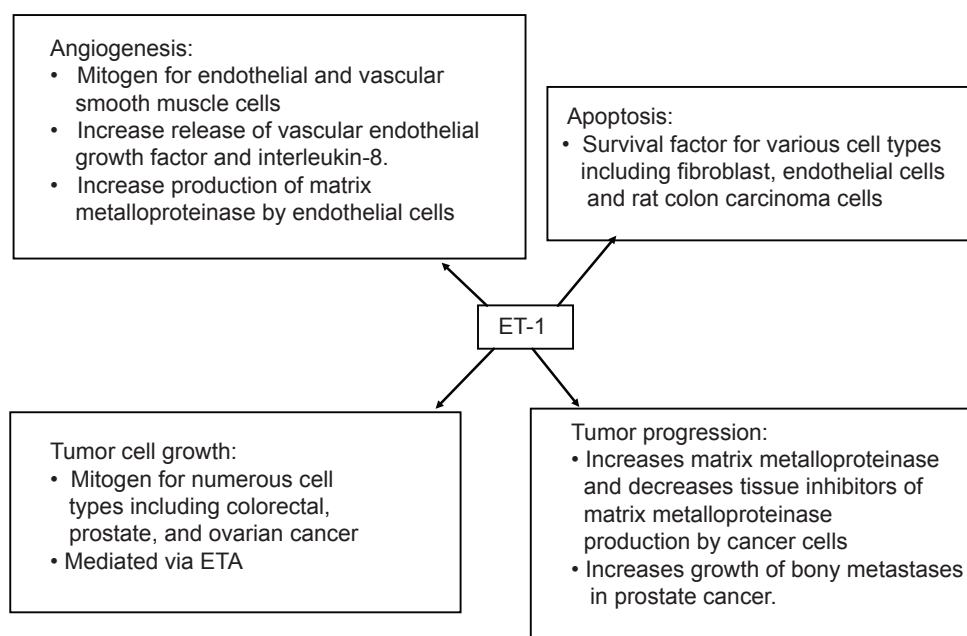 Angiogenesis:
• Mitogen for endothelial and vascular
smooth muscle cells
• Increase release of vascular endothelial
growth factor and interleukin-8.
• Increase production of matrix
metalloproteinase by endothelial cells
Apoptosis:
• Survival factor for various cell types
including fibroblast, endothelial cells
and rat colon carcinoma cells
ET-1
Tumor cell growth:
• Mitogen for numerous cell
types including colorectal,
prostate, and ovarian cancer
• Mediated via ETA
Tumor progression:
• Increases matrix metalloproteinase
and decreases tissue inhibitors of
matrix metalloproteinase
production by cancer cells
• Increases growth of bony metastases
in prostate cancer.